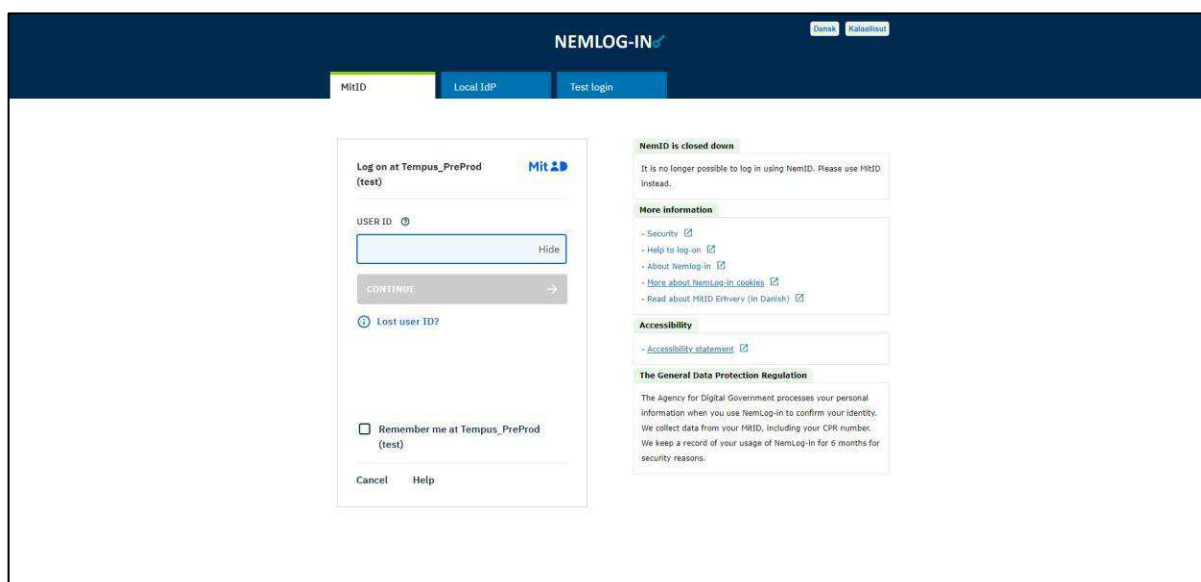 NEMLOG-IN
Dansk Kalaallisut
MitID Local IdP Test login
Log on at Tempus_PreProd
(test)
Mit
USER ID
Hide
CONTINUE
Lost user ID?
Remember me at Tempus_PreProd
(test)
Cancel Help
NemID is closed down
It is no longer possible to log in using NemID. Please use MitID
instead.
More information
- Security
- Help to log-on
- About Nemlog-in
- More about NemLog-in cookies
- Read about MitID Erhverv (in Danish)
Accessibility
- Accessibility statement
The General Data Protection Regulation
The Agency for Digital Government processes your personal
information when you use NemLog-in to confirm your identity.
We collect data from your MitID, including your CPR number.
We keep a record of your usage of NemLog-in for 6 months for
security reasons.